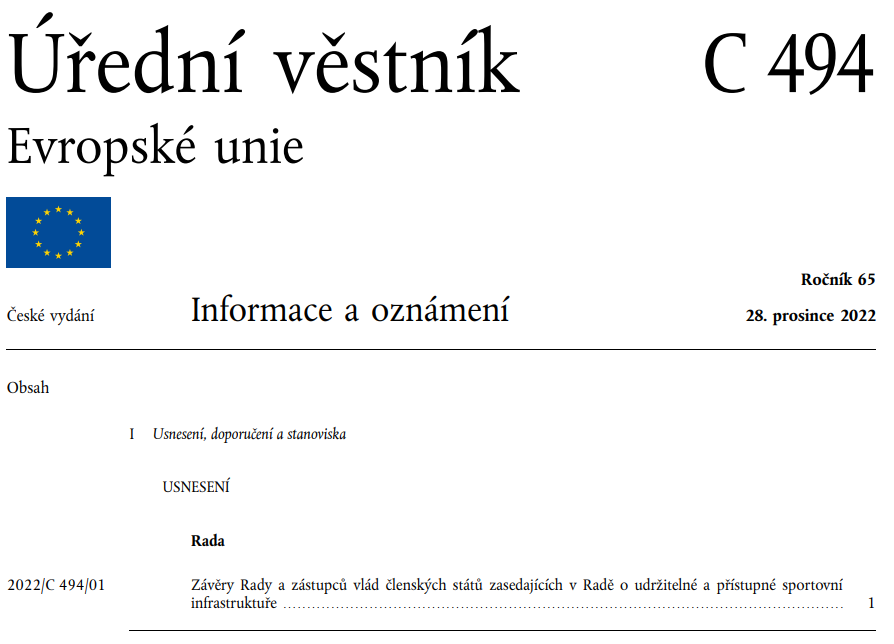 Úřední věstník C 494
Evropské unie
Ročník 65
České vydání Informace a oznámení 28. prosince 2022
Obsah
I Usnesení, doporučení a stanoviska
USNESENÍ
Rada
2022/C 494/01 Závěry Rady a zástupců vlád členských států zasedajících v Radě o udržitelné a přístupné sportovní
infrastruktuře ........................................................................ 1